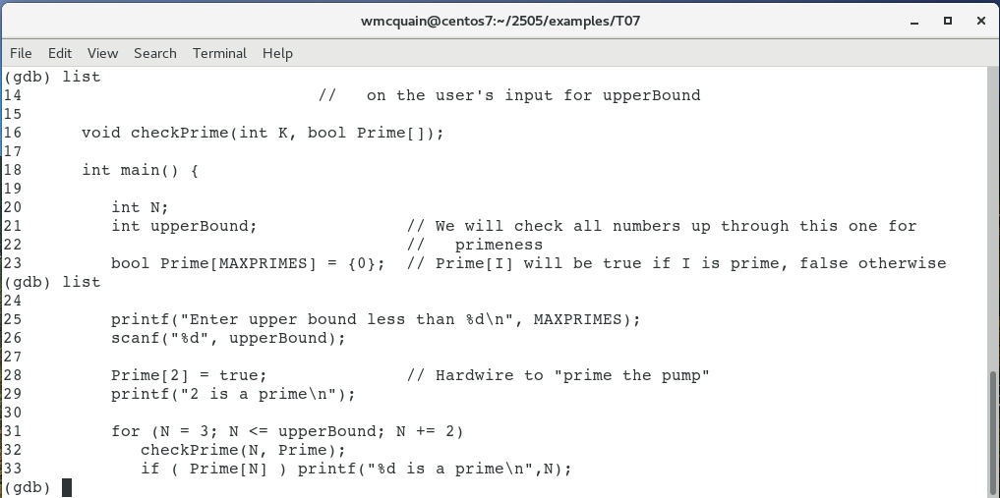 wmcquain@centos7:~/2505/examples/T07
File Edit View Search Terminal Help
(gdb) list
14                              //   on the user's input for upperBound
15
16      void checkPrime(int K, bool Prime[]);
17
18      int main() {
19
20         int N;
21         int upperBound;               // We will check all numbers up through this one for
22                                       //   primeness
23         bool Prime[MAXPRIMES] = {0};  // Prime[I] will be true if I is prime, false otherwise
(gdb) list
24
25         printf("Enter upper bound less than %d\n", MAXPRIMES);
26         scanf("%d", upperBound);
27
28         Prime[2] = true;              // Hardwire to "prime the pump"
29         printf("2 is a prime\n");
30
31         for (N = 3; N <= upperBound; N += 2)
32            checkPrime(N, Prime);
33            if ( Prime[N] ) printf("%d is a prime\n",N);
(gdb)